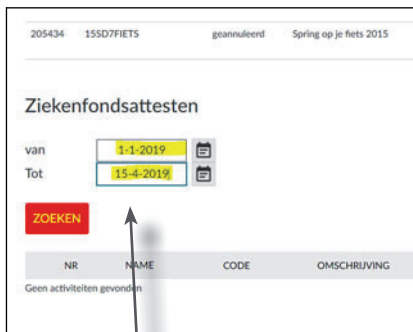 205434 15SD7FIETS geannuleerd Spring op je fiets 2015
Ziekenfondsattesten
van 1-1-2019
Tot 15-4-2019
ZOEKEN
NR NAME CODE OMSCHRIJVING
Geen activiteiten gevonden